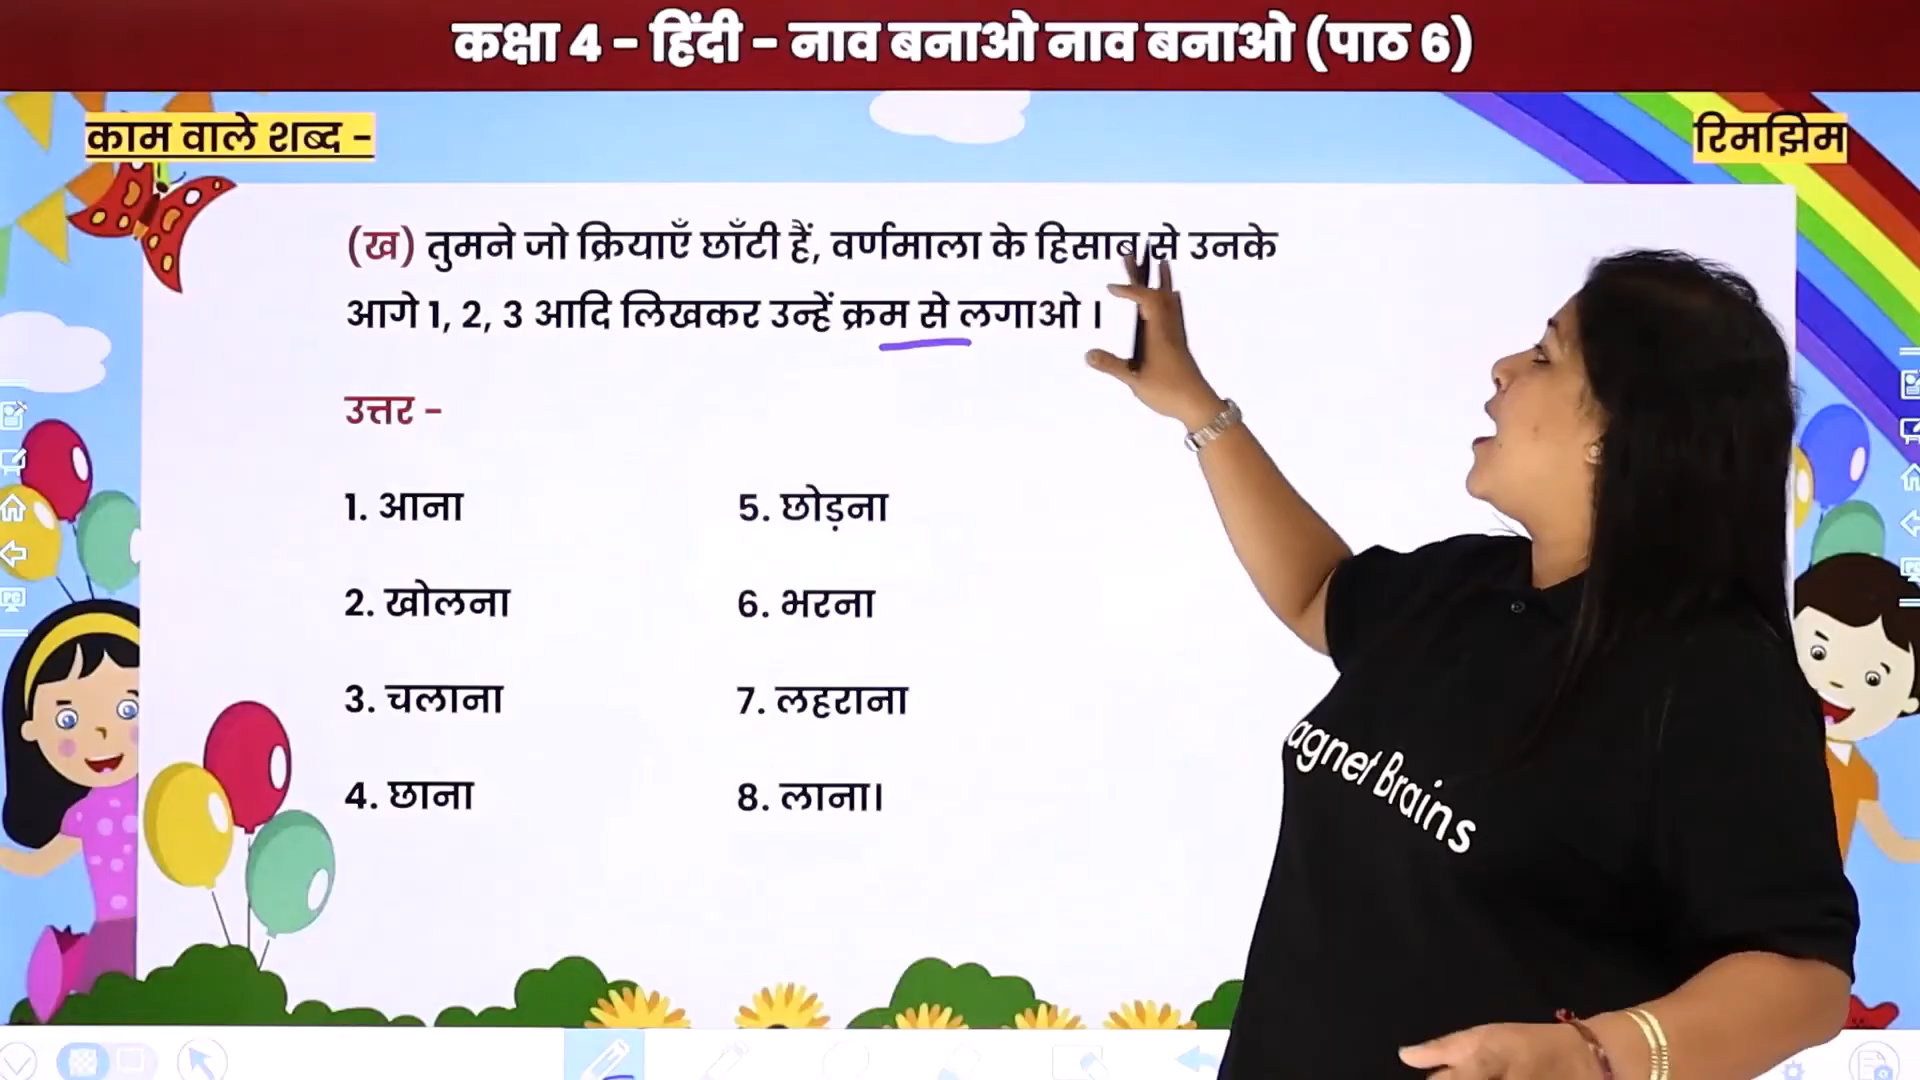 कक्षा 4 - हिंदी - नाव बनाओ नाव बनाओ (पाठ 6)
काम वाले शब्द -
रिमझिम
(ख) तुमने जो क्रियाएँ छाँटी हैं, वर्णमाला के हिसाब से उनके
आगे 1, 2, 3 आदि लिखकर उन्हें क्रम से लगाओ ।
उत्तर -
1. आना
2. खोलना
3. चलाना
4. छाना
5. छोड़ना
6. भरना
7. लहराना
8. लाना।
agnet Brains